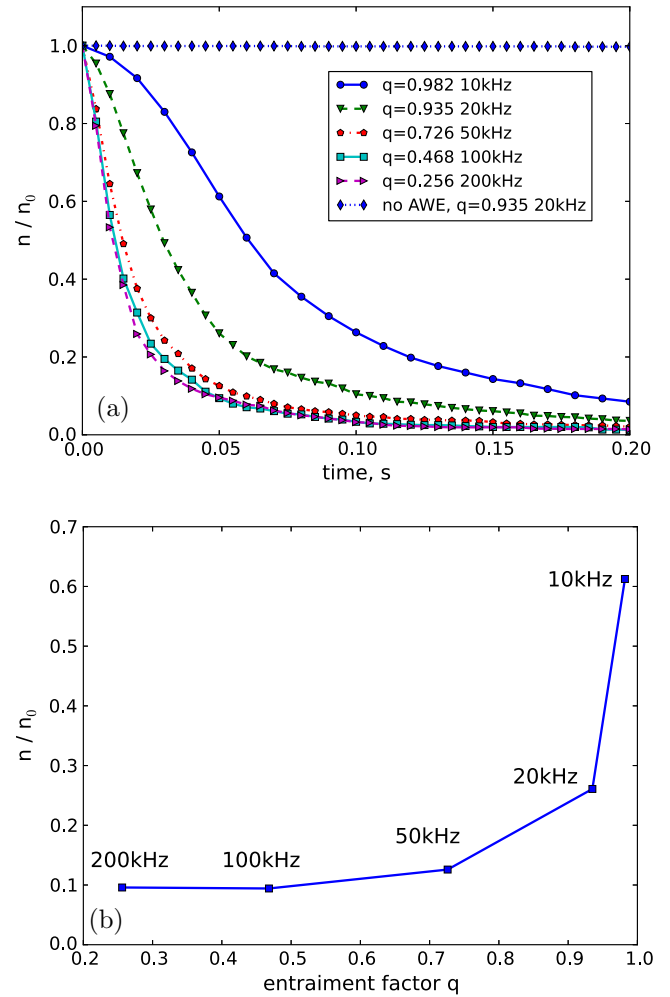 (a)
n / n₀
1.0
0.8
0.6
0.4
0.2
0.0
q=0.982 10kHz
q=0.935 20kHz
q=0.726 50kHz
q=0.468 100kHz
q=0.256 200kHz
no AWE, q=0.935 20kHz
0.00 0.05 0.10 0.15 0.20
time, s
(b)
n / n₀
0.7
0.6
0.5
0.4
0.3
0.2
0.1
0.0
10kHz
20kHz
50kHz
200kHz 100kHz
0.2 0.3 0.4 0.5 0.6 0.7 0.8 0.9 1.0
entraiment factor q